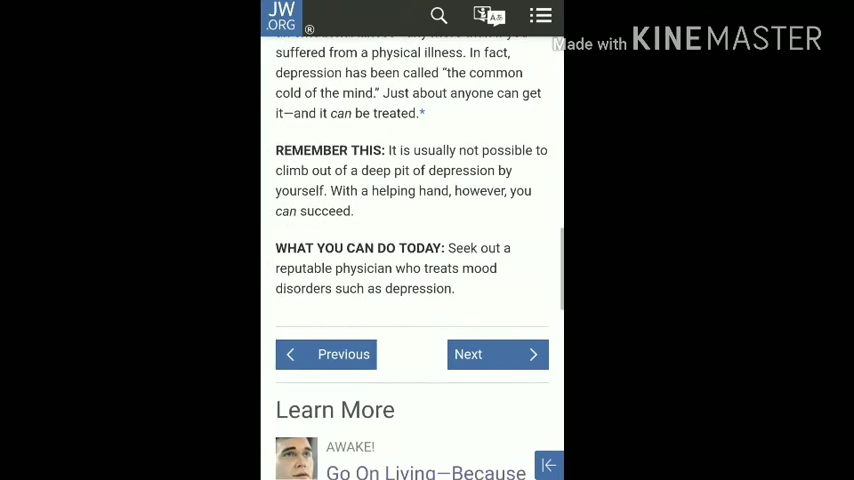 JW
.ORG
®
Made with KINEMASTER
suffered from a physical illness. In fact,
depression has been called “the common
cold of the mind.” Just about anyone can get
it—and it can be treated.*
REMEMBER THIS: It is usually not possible to
climb out of a deep pit of depression by
yourself. With a helping hand, however, you
can succeed.
WHAT YOU CAN DO TODAY: Seek out a
reputable physician who treats mood
disorders such as depression.
Previous
Next
Learn More
AWAKE!
Go On Living—Because